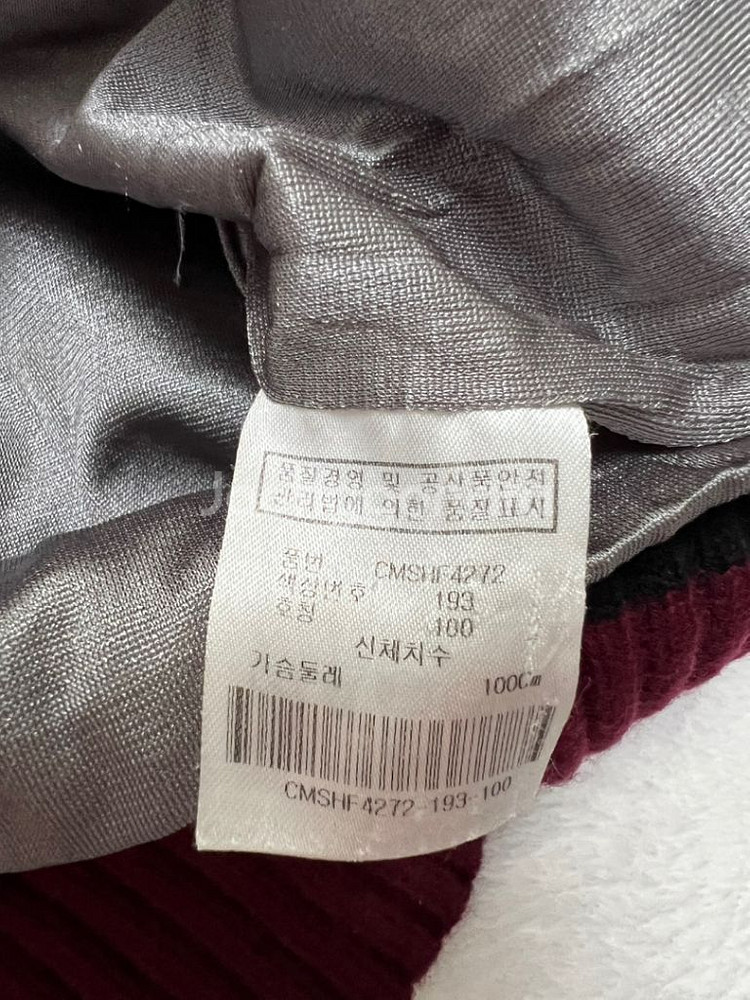 품질경영 및 공산품안전
관리법에 의한 품질표시
품번 CMSHF4272
색상번호 193
호칭 100
신체치수
가슴둘레 100Cm
CMSHF4272-193-100